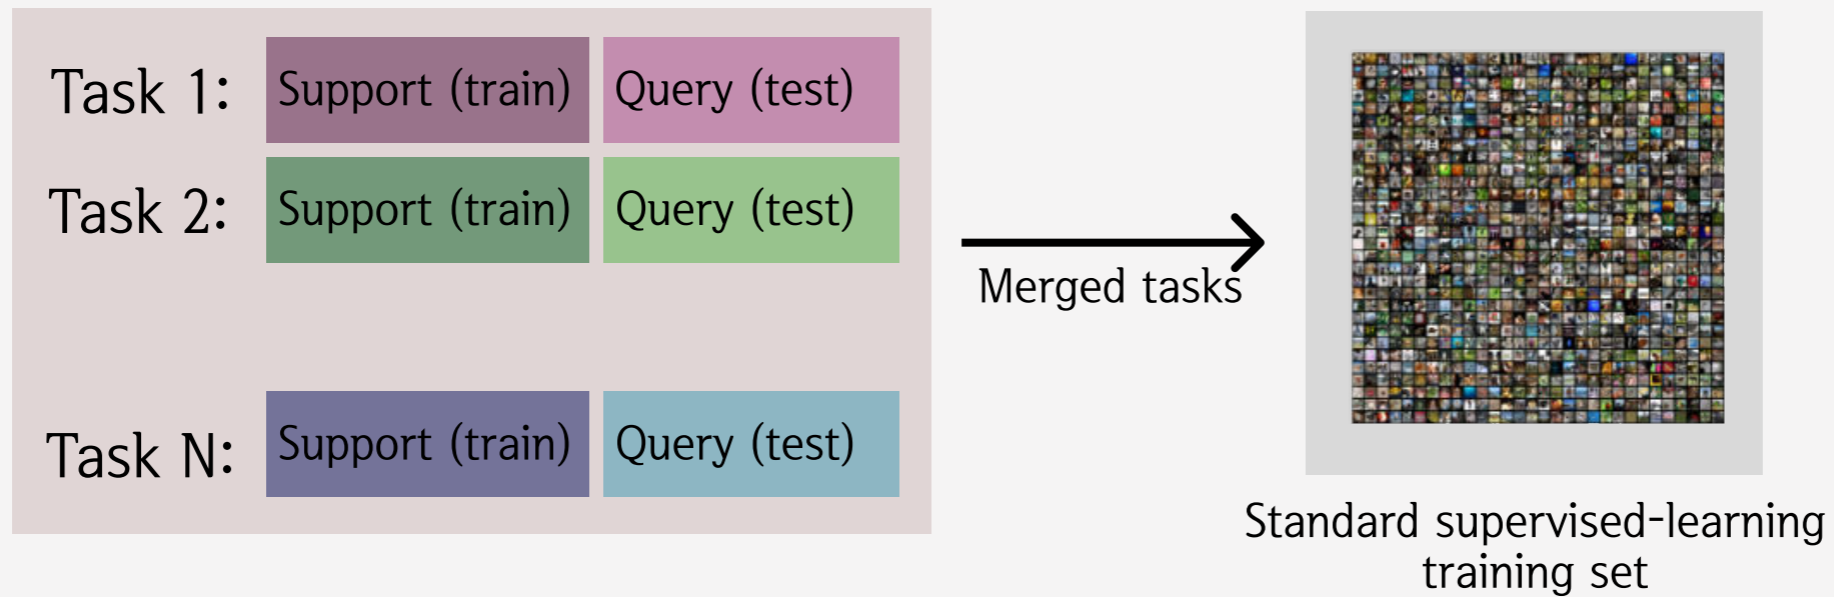 Task 1: Support (train) Query (test)
Task 2: Support (train) Query (test)
Merged tasks
Task N: Support (train) Query (test)
Standard supervised-learning
training set